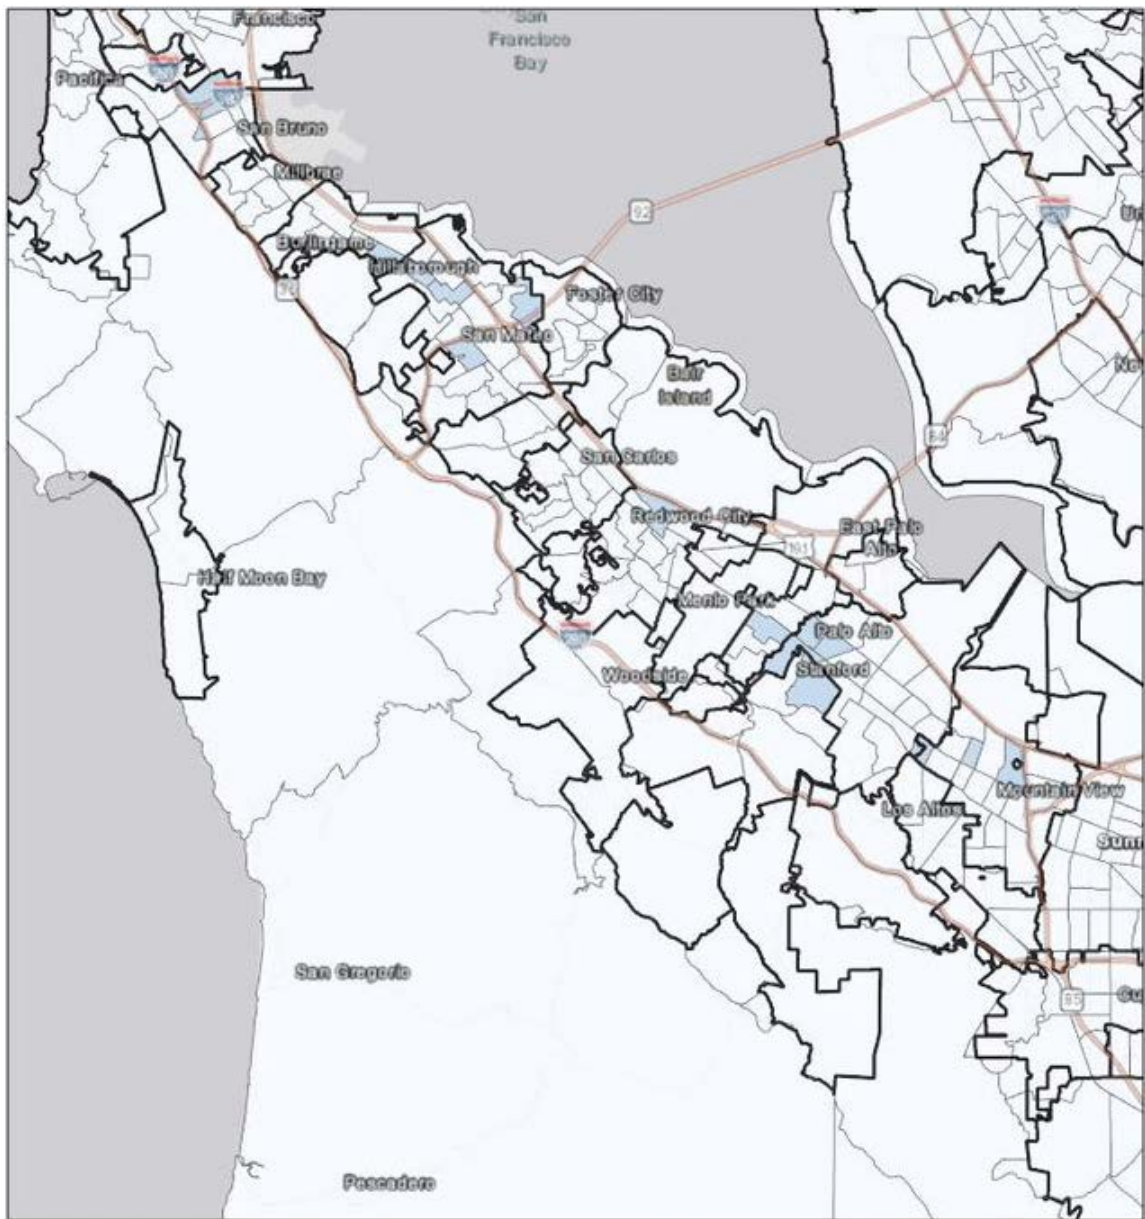 Francisco
San
Francisco
Bay
Pacifica
San Bruno
Millbrae
92
Burlingame
Hillsborough
Foster City
San Mateo
Bair
Island
84
San Carlos
Redwood City
East Palo
Alto
101
Half Moon Bay
Menlo Park
Palo Alto
Stanford
Woodside
Mountain View
Los Altos
Sunn
San Gregorio
85
Cu
Pescadero